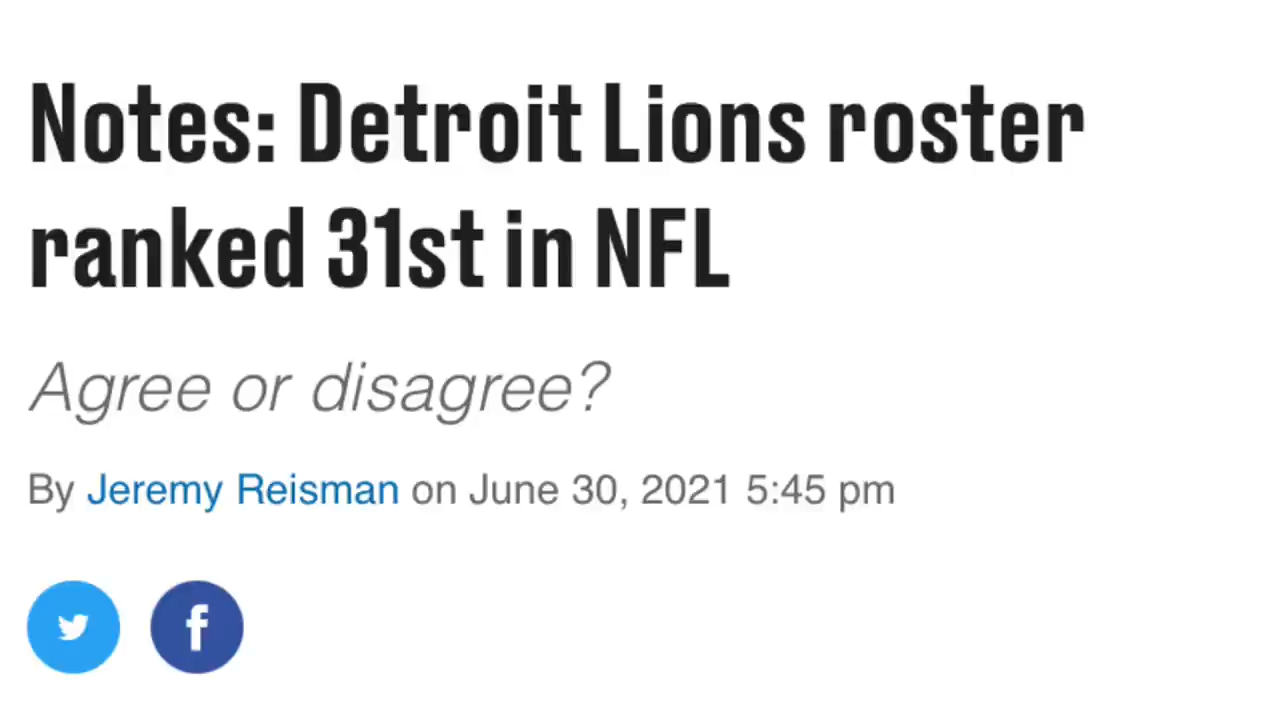 Notes: Detroit Lions roster
ranked 31st in NFL
Agree or disagree?
By Jeremy Reisman on June 30, 2021 5:45 pm